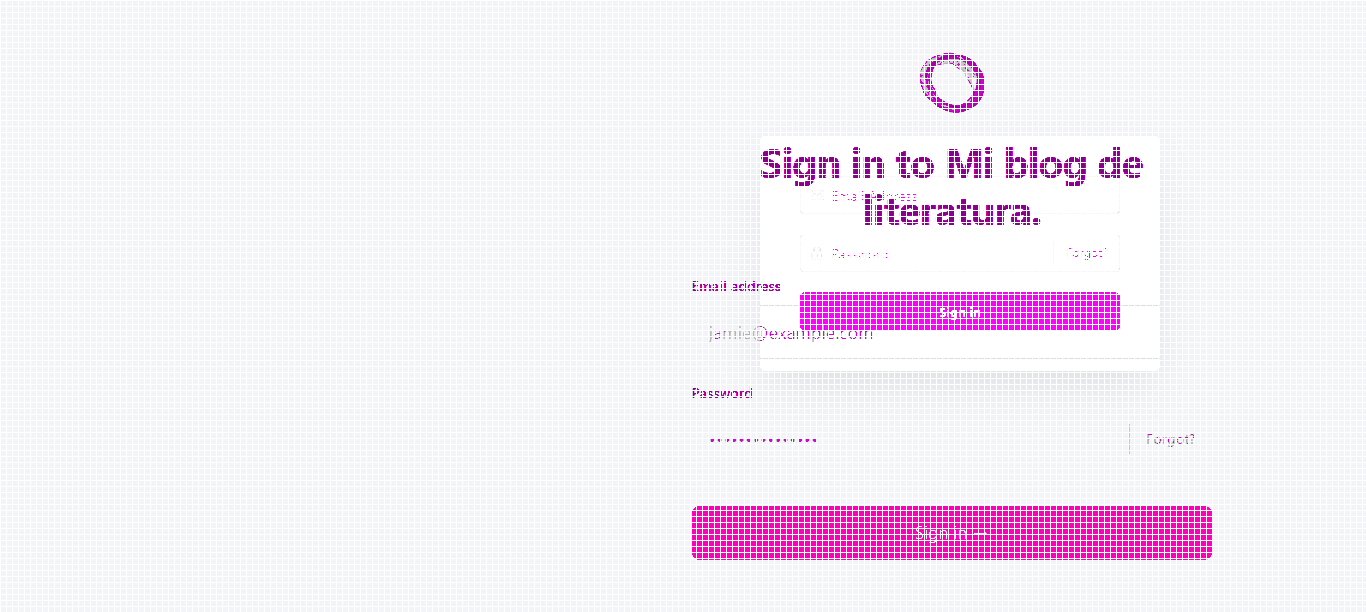 Sign in to Mi blog de
literatura.
Email address
Password
Forgot?
Email address
Sign in
jamie@example.com
Password
Forgot?
Sign in →